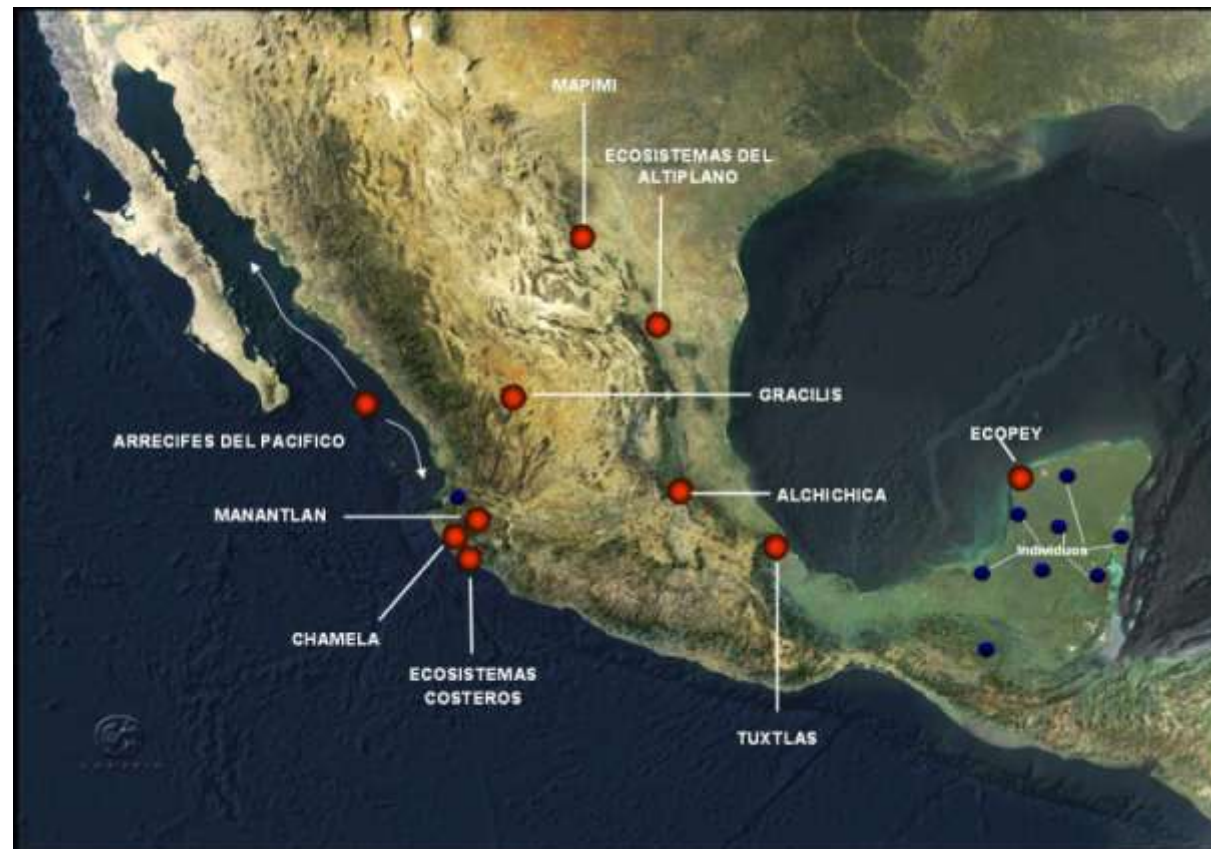 MAPIMI
ECOSISTEMAS DEL
ALTIPLANO
GRACILIS
ECOPEY
ARRECIFES DEL PACIFICO
ALCHICHICA
MANANTLAN
Individuos
CHAMELA
ECOSISTEMAS
COSTEROS
TUXTLAS